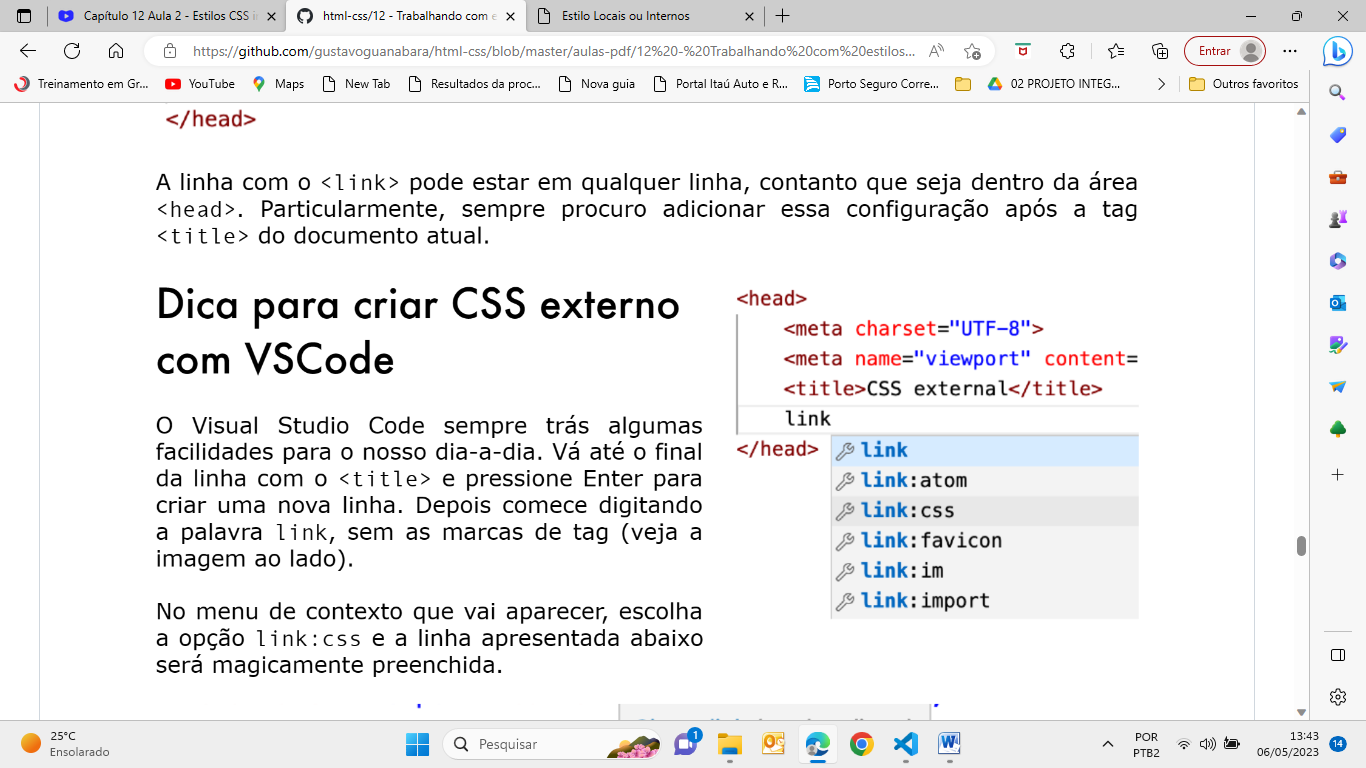 Capítulo 12 Aula 2 - Estilos CSS in
html-css/12 - Trabalhando com e
Estilo Locais ou Internos
https://github.com/gustavoguanabara/html-css/blob/master/aulas-pdf/12%20-%20Trabalhando%20com%20estilos...
Entrar
Treinamento em Gr...
YouTube
Maps
New Tab
Resultados da proc...
Nova guia
Portal Itaú Auto e R...
Porto Seguro Corre...
02 PROJETO INTEG...
Outros favoritos
</head>
A linha com o <link> pode estar em qualquer linha, contanto que seja dentro da área
<head>. Particularmente, sempre procuro adicionar essa configuração após a tag
<title> do documento atual.
Dica para criar CSS externo
com VSCode
O Visual Studio Code sempre trás algumas
facilidades para o nosso dia-a-dia. Vá até o final
da linha com o <title> e pressione Enter para
criar uma nova linha. Depois comece digitando
a palavra link, sem as marcas de tag (veja a
imagem ao lado).
No menu de contexto que vai aparecer, escolha
a opção link:css e a linha apresentada abaixo
será magicamente preenchida.
<head>
<meta charset="UTF-8">
<meta name="viewport" content=
<title>CSS external</title>
link
</head>
link
link:atom
link:css
link:favicon
link:im
link:import
25°C
Ensolarado
Pesquisar
1
POR
PTB2
13:43
06/05/2023
14